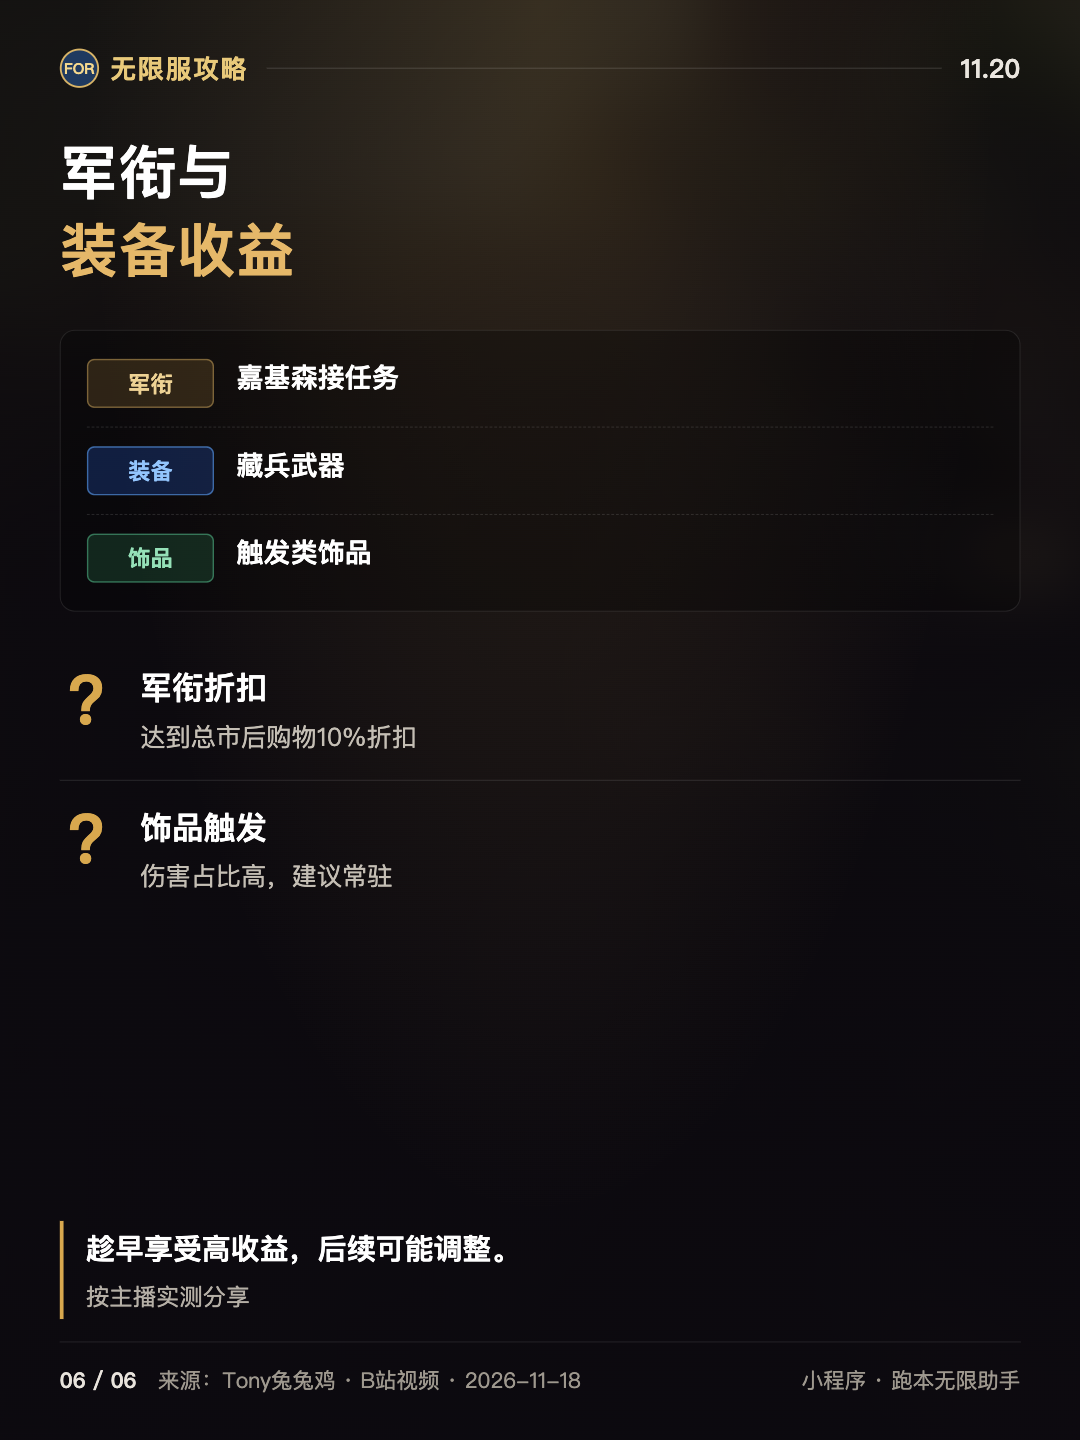 FOR 无限服攻略 11.20
军衔与
装备收益
军衔 嘉基森接任务
装备 藏兵武器
饰品 触发类饰品
? 军衔折扣
达到总市后购物10%折扣
? 饰品触发
伤害占比高，建议常驻
趁早享受高收益，后续可能调整。
按主播实测分享
06 / 06 来源：Tony兔兔鸡 · B站视频 · 2026-11-18 小程序 · 跑本无限助手